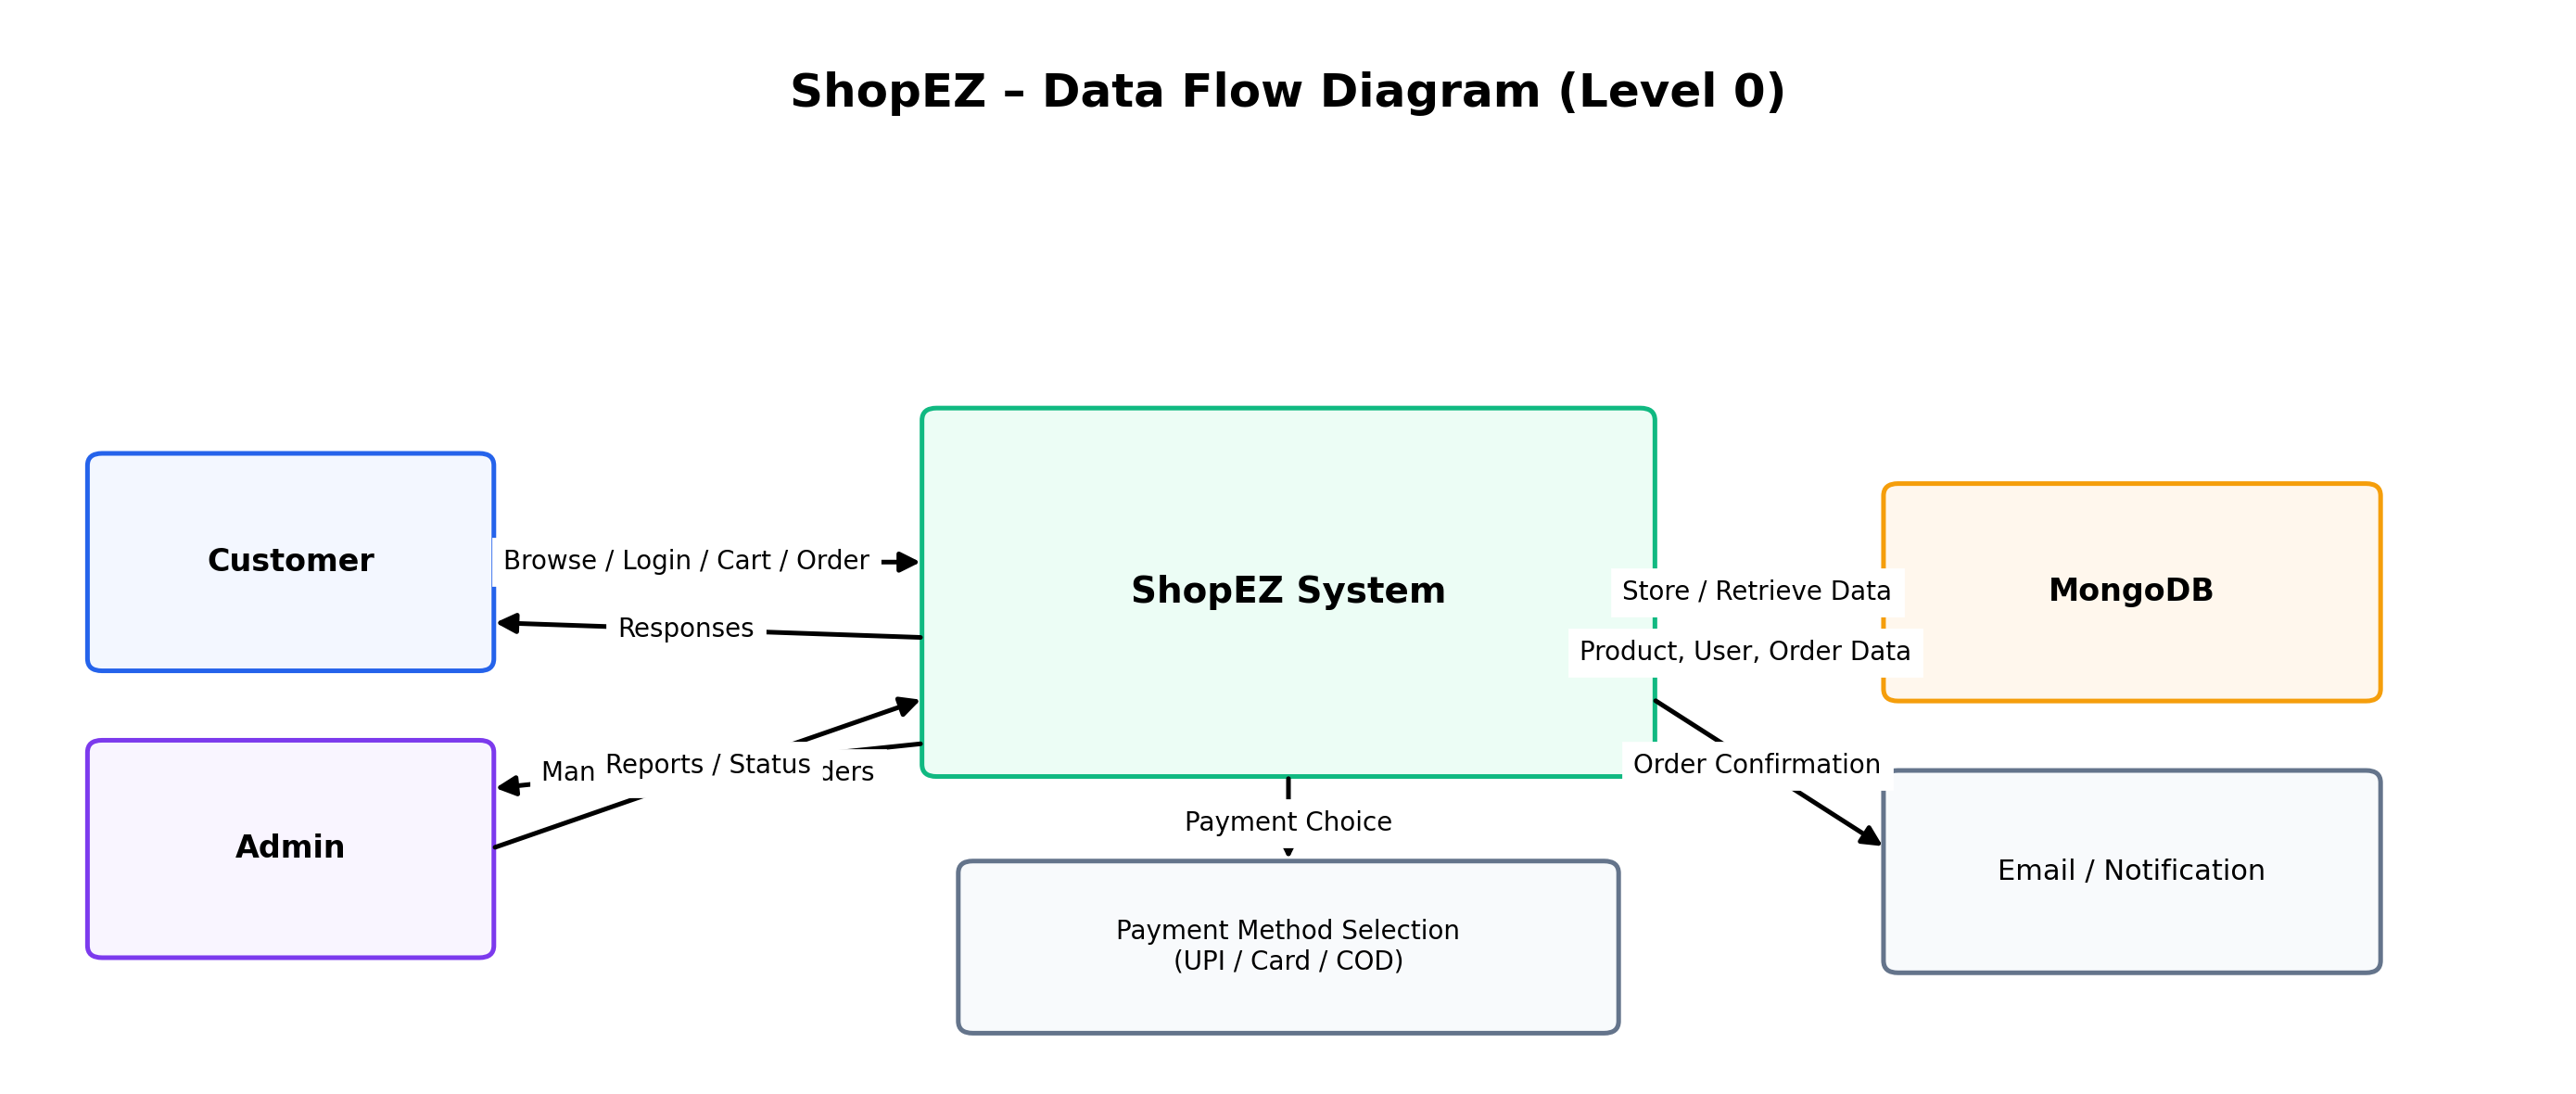 ShopEZ – Data Flow Diagram (Level 0)
Customer
Browse / Login / Cart / Order
Responses
ShopEZ System
Store / Retrieve Data
Product, User, Order Data
MongoDB
Admin
Reports / Status
Payment Choice
Order Confirmation
Payment Method Selection
(UPI / Card / COD)
Email / Notification